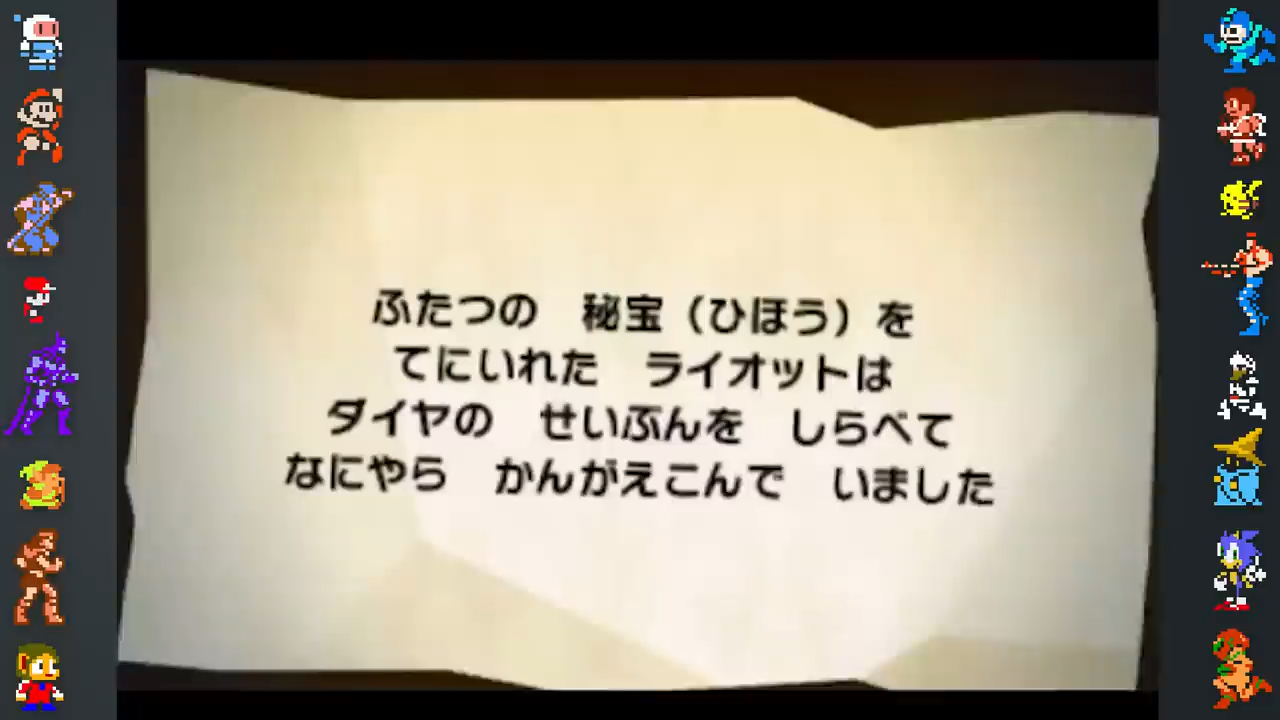 ふたつの　秘宝（ひほう）を
てにいれた　ライオットは
ダイヤの　せいぶんを　しらべて
なにやら　かんがえこんで　いました